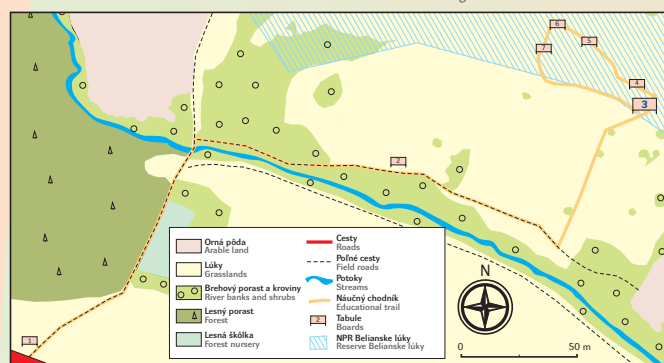 6
5
7
4
3
2
1
Orná pôda
Arable land
Lúky
Grasslands
Brehový porast a kroviny
River banks and shrubs
Lesný porast
Forest
Lesná škôlka
Forest nursery
Cesty
Roads
Poľné cesty
Field roads
Potoky
Streams
Náučný chodník
Educational trail
2
Tabule
Boards
NPR Belianske lúky
Reserve Belianske lúky
N
0 50 m